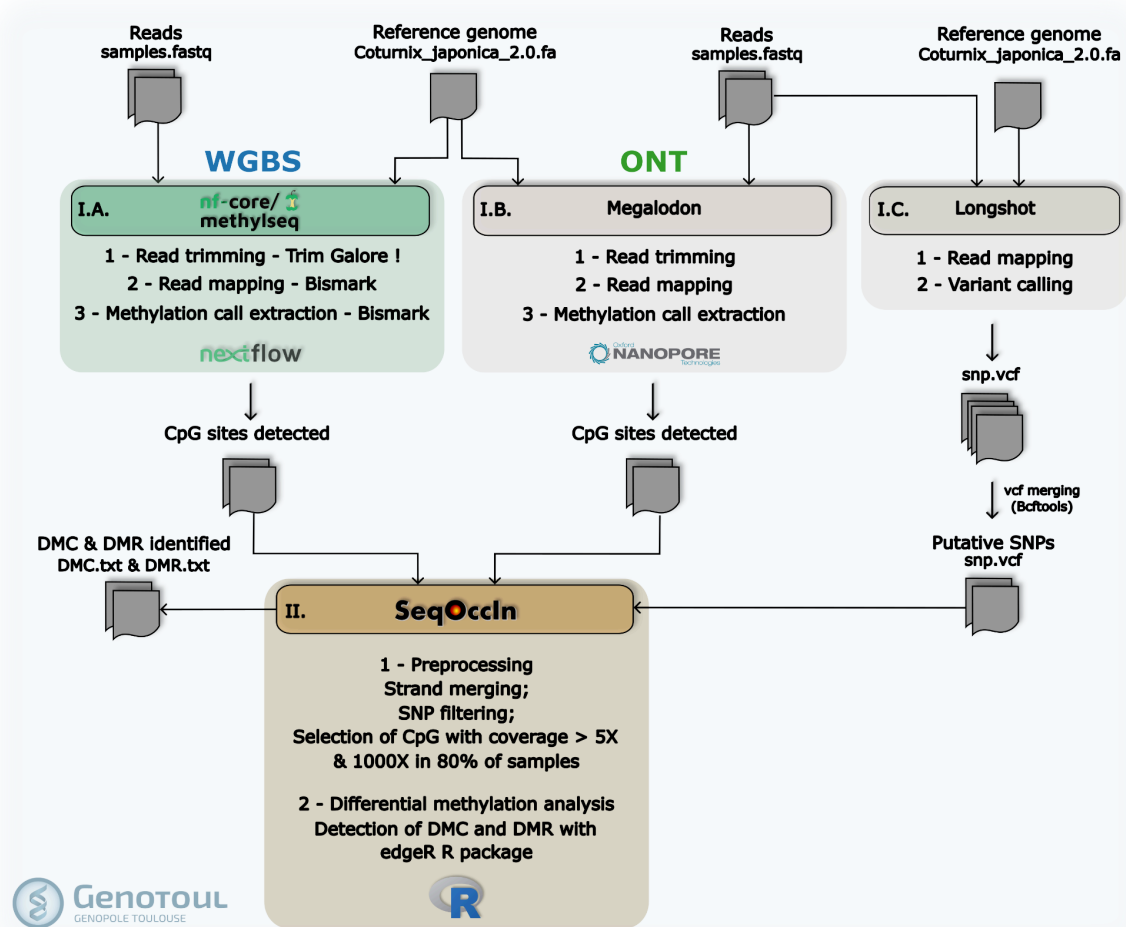 Reads
samples.fastq
Reference genome
Coturnix_japonica_2.0.fa
Reads
samples.fastq
Reference genome
Coturnix_japonica_2.0.fa
WGBS
ONT
I.A.
nf-core/
methylseq
1 - Read trimming - Trim Galore !
2 - Read mapping - Bismark
3 - Methylation call extraction - Bismark
nextflow
I.B.
Megalodon
1 - Read trimming
2 - Read mapping
3 - Methylation call extraction
Oxford
NANOPORE
Technologies
I.C.
Longshot
1 - Read mapping
2 - Variant calling
snp.vcf
CpG sites detected
CpG sites detected
vcf merging
(Bcftools)
DMC & DMR identified
DMC.txt & DMR.txt
Putative SNPs
snp.vcf
II.
SeqOccIn
1 - Preprocessing
Strand merging;
SNP filtering;
Selection of CpG with coverage > 5X
& 1000X in 80% of samples
2 - Differential methylation analysis
Detection of DMC and DMR with
edgeR R package
R
GENOTOUL
GENOPOLE TOULOUSE